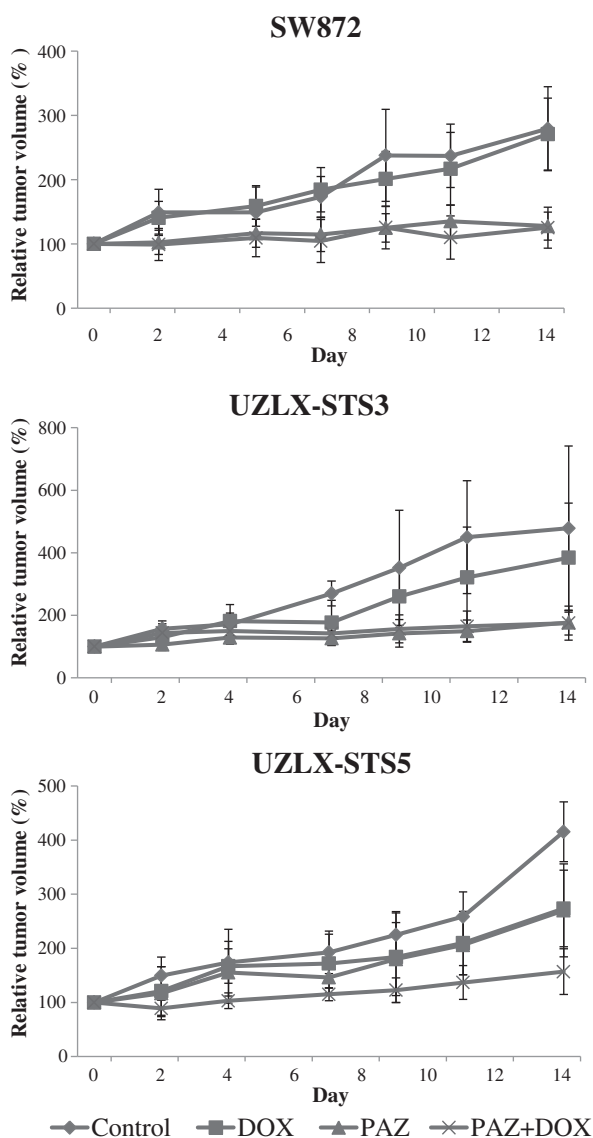 SW872
Relative tumor volume (%)
400
300
200
100
0
0 2 4 6 8 10 12 14
Day
UZLX-STS3
Relative tumor volume (%)
800
600
400
200
0
0 2 4 6 8 10 12 14
Day
UZLX-STS5
Relative tumor volume (%)
500
400
300
200
100
0
0 2 4 6 8 10 12 14
Day
Control DOX PAZ PAZ+DOX